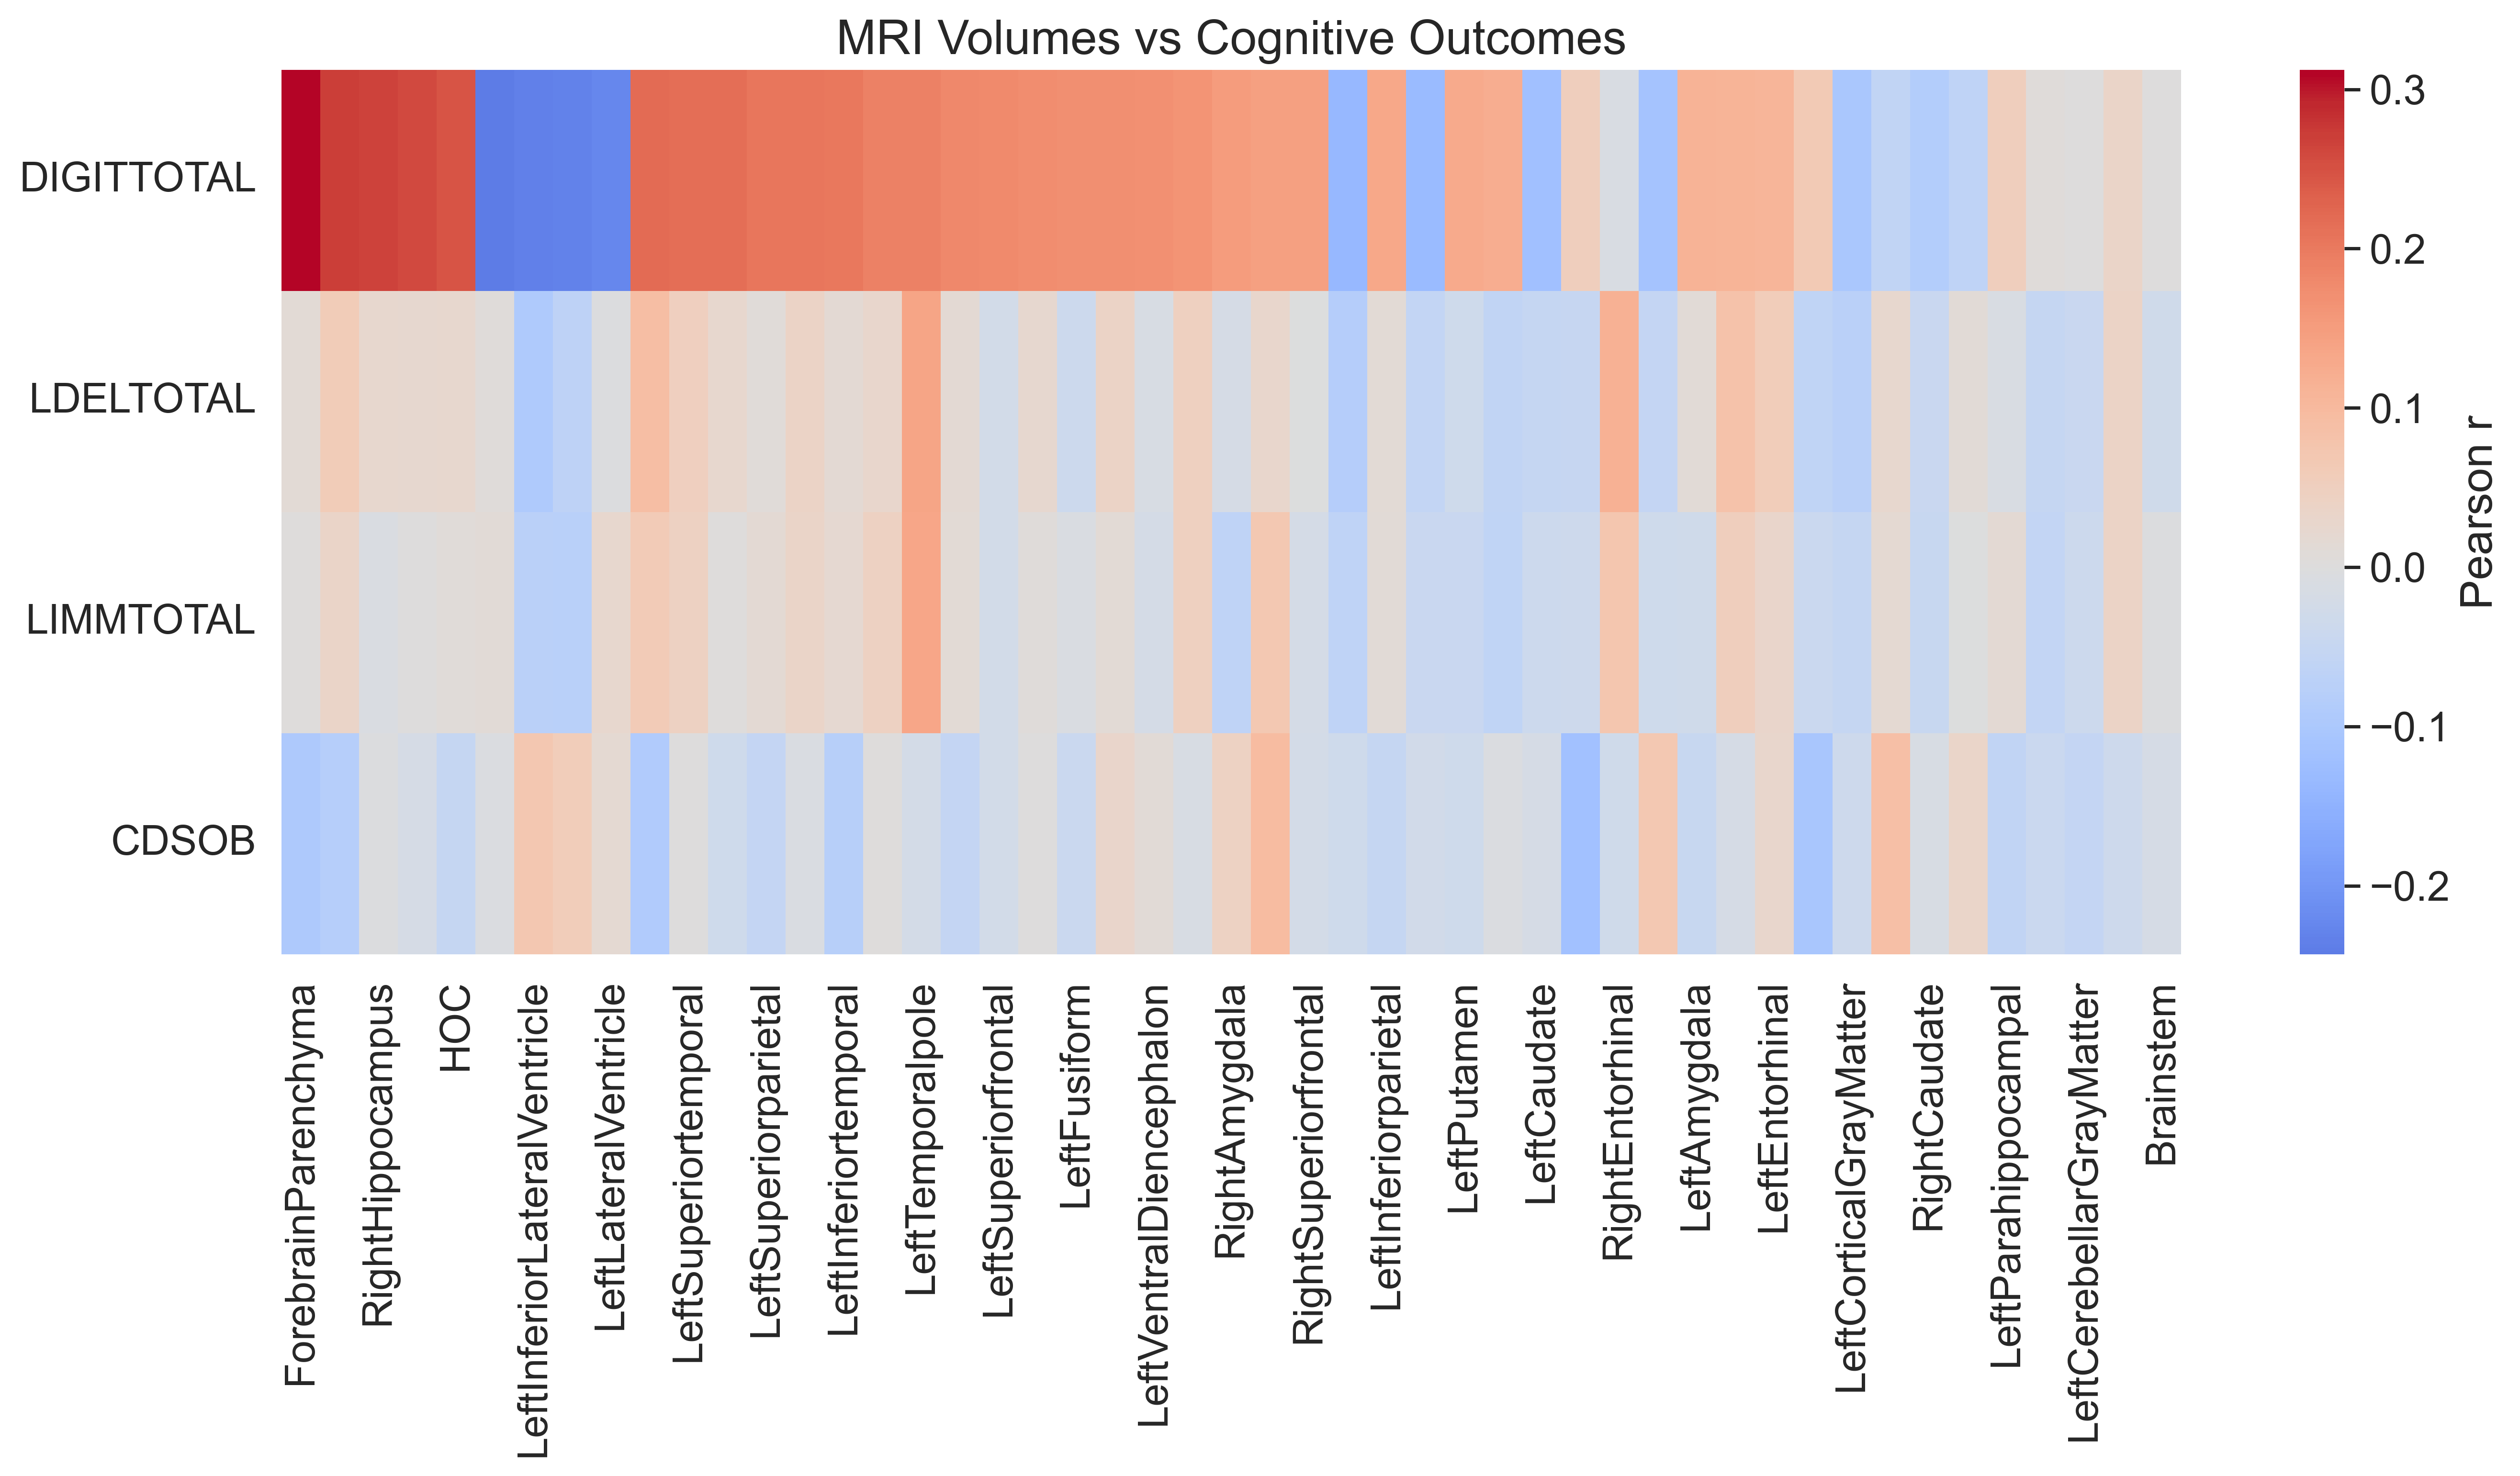 MRI Volumes vs Cognitive Outcomes
DIGITTOTAL
LDELTOTAL
LIMMTOTAL
CDSOB
ForebrainParenchyma
RightHippocampus
HOC
LeftInferiorLateralVentricle
LeftLateralVentricle
LeftSuperiortemporal
LeftSuperiorparietal
LeftInferiortemporal
LeftTemporalpole
LeftSuperiorfrontal
LeftFusiform
LeftVentralDiencephalon
RightAmygdala
RightSuperiorfrontal
LeftInferiorparietal
LeftPutamen
LeftCaudate
RightEntorhinal
LeftAmygdala
LeftEntorhinal
LeftCorticalGrayMatter
RightCaudate
LeftParahippocampal
LeftCerebellarGrayMatter
Brainstem
0.3
0.2
0.1
0.0
−0.1
−0.2
Pearson r